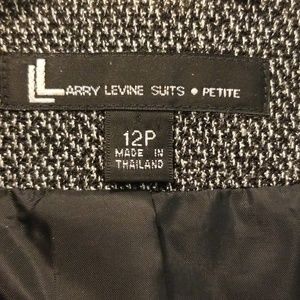 LARRY LEVINE SUITS • PETITE
12P
MADE IN
THAILAND